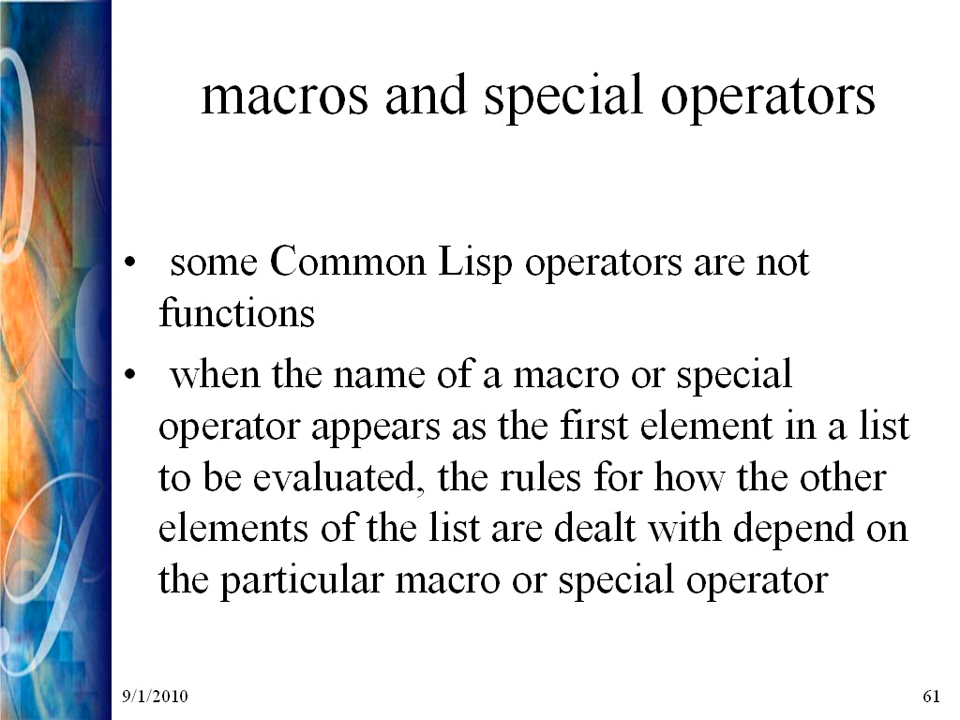 macros and special operators
• some Common Lisp operators are not
functions
• when the name of a macro or special
operator appears as the first element in a list
to be evaluated, the rules for how the other
elements of the list are dealt with depend on
the particular macro or special operator
9/1/2010 61